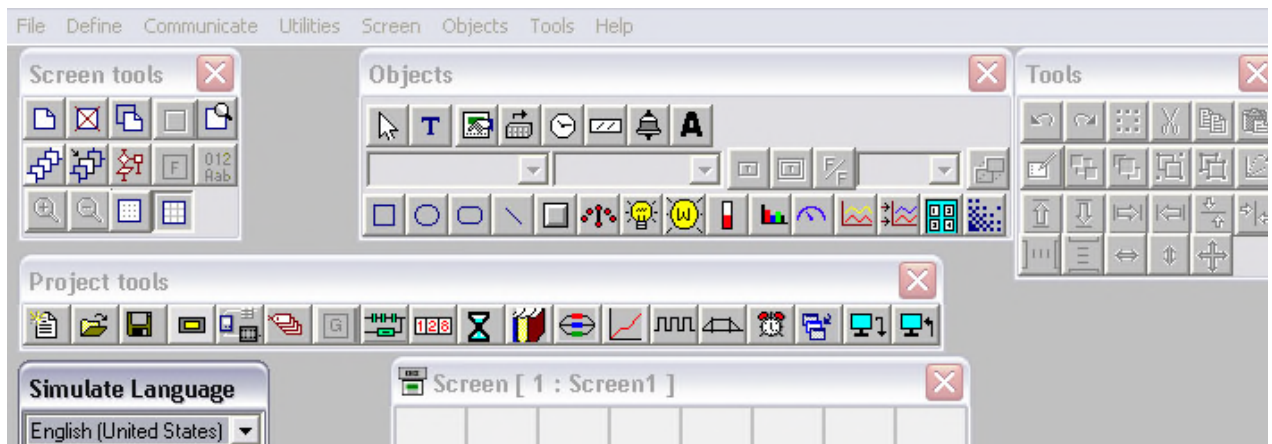 File Define Communicate Utilities Screen Objects Tools Help
Screen tools
Objects
Tools
T
A
F
012
Aab
F/F
W
Project tools
G
128
Simulate Language
Screen [ 1 : Screen1 ]
English (United States)